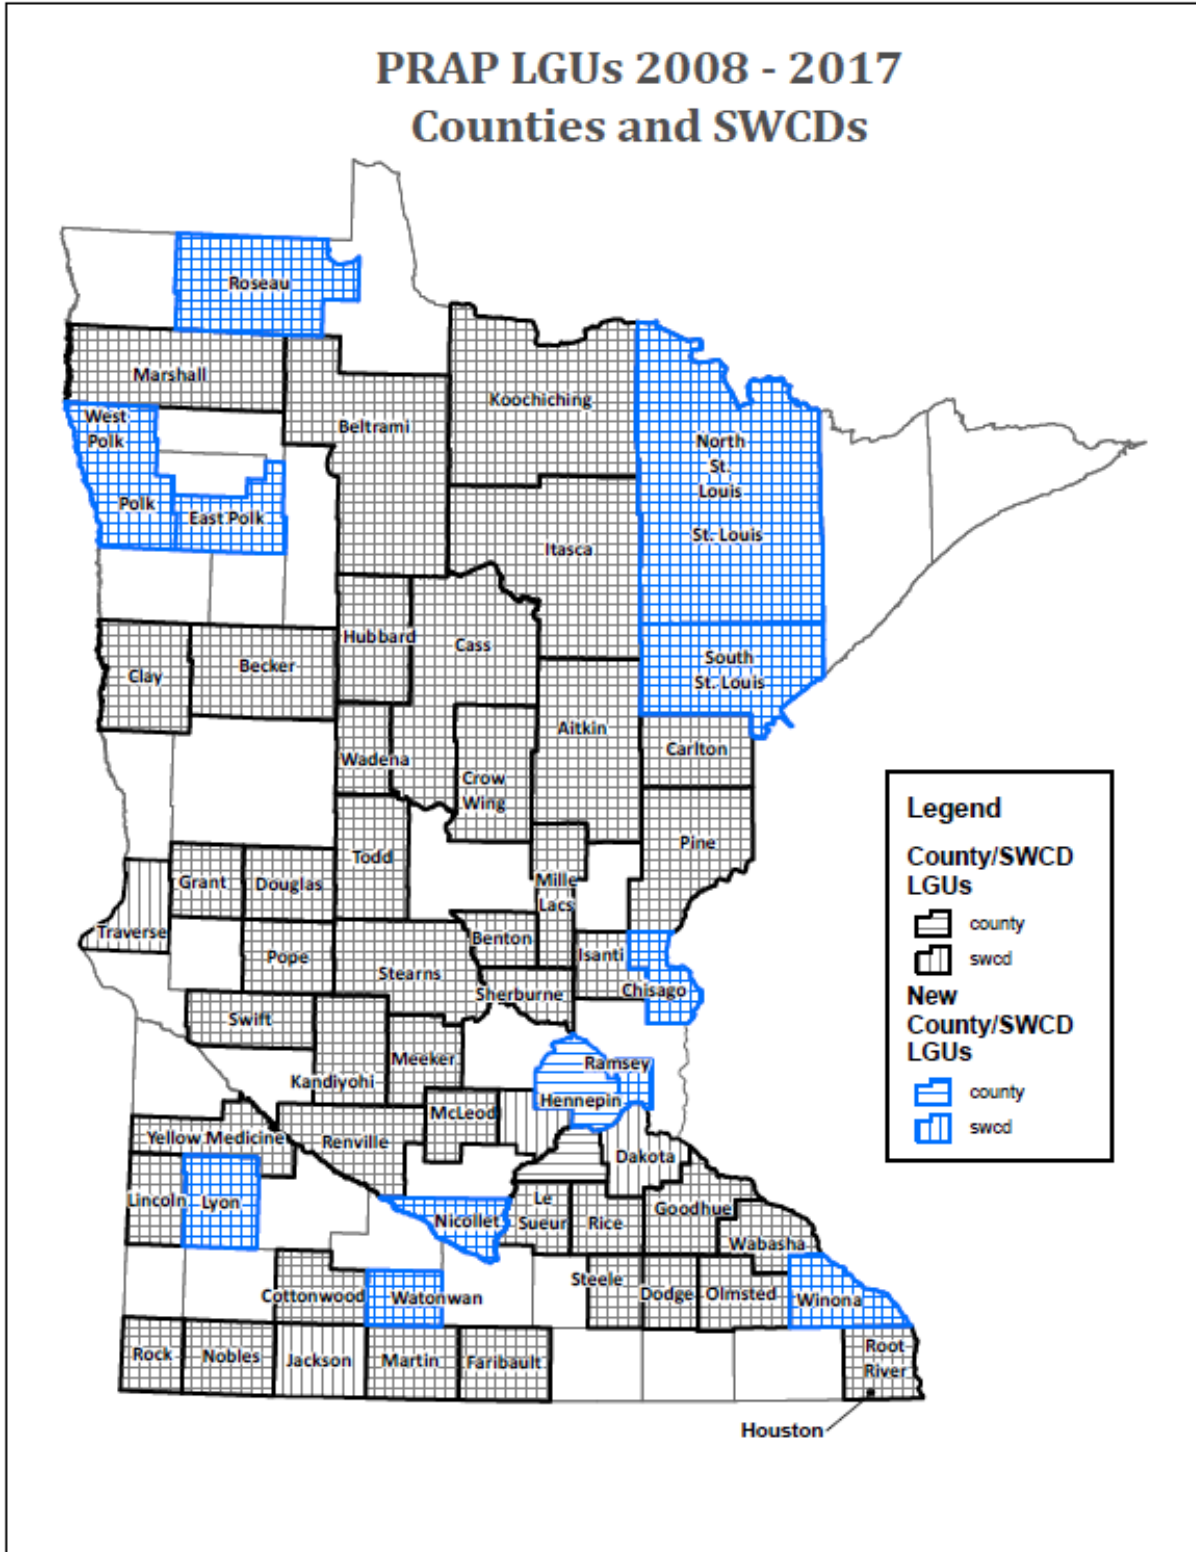 PRAP LGUs 2008 - 2017
Counties and SWCDs
Roseau
Marshall
West
Polk
Polk
East Polk
Beltrami
Koochiching
North
St.
Louis
St. Louis
Itasca
Hubbard
Cass
South
St. Louis
Clay
Becker
Wadena
Crow
Wing
Aitkin
Carlton
Pine
Todd
Mille
Lacs
Grant
Douglas
Traverse
Pope
Stearns
Benton
Isanti
Sherburne
Chisago
Swift
Kandiyohi
Meeker
Ramsey
Hennepin
McLeod
Yellow Medicine
Renville
Dakota
Lincoln
Lyon
Nicollet
Le
Sueur
Rice
Goodhue
Wabasha
Cottonwood
Watonwan
Steele
Dodge
Olmsted
Winona
Rock
Nobles
Jackson
Martin
Faribault
Root
River
Houston
Legend
County/SWCD
LGUs
county
swcd
New
County/SWCD
LGUs
county
swcd